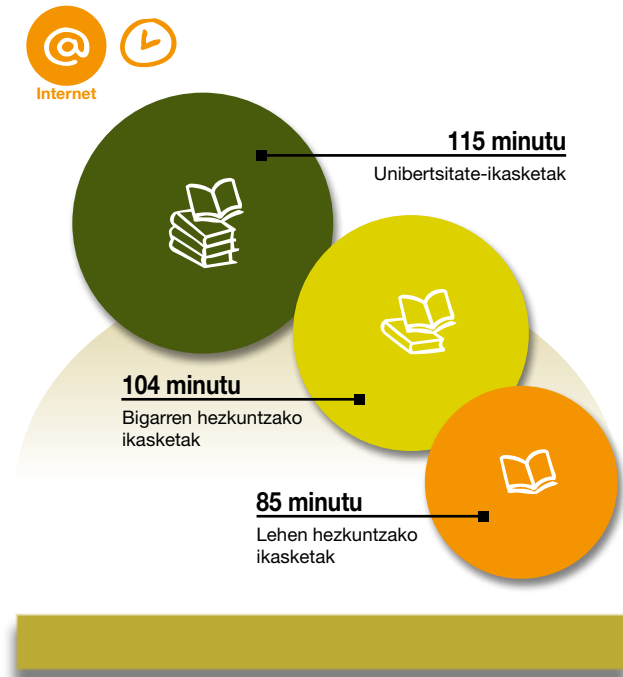 @
Internet
115 minutu
Unibertsitate-ikasketak
104 minutu
Bigarren hezkuntzako
ikasketak
85 minutu
Lehen hezkuntzako
ikasketak